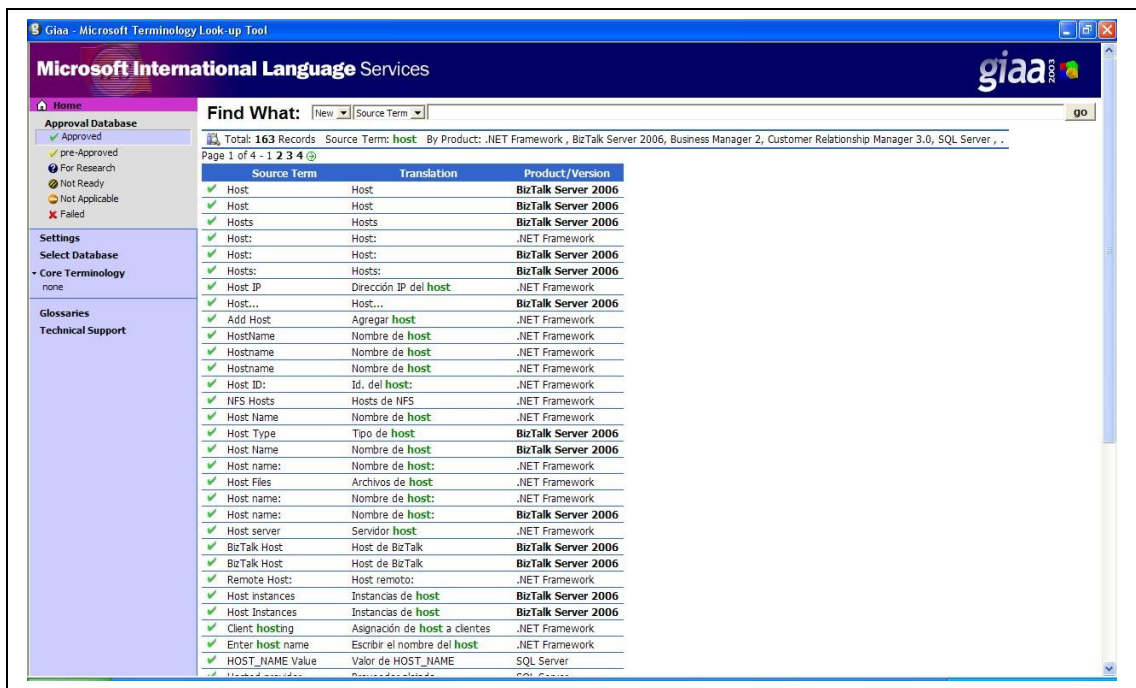 Giaa - Microsoft Terminology Look-up Tool
Microsoft International Language Services
giaa 2003
Home
Approval Database
Approved
pre-Approved
For Research
Not Ready
Not Applicable
Failed
Settings
Select Database
Core Terminology
none
Glossaries
Technical Support
Find What: New Source Term go
Total: 163 Records Source Term: host By Product: .NET Framework , BizTalk Server 2006, Business Manager 2, Customer Relationship Manager 3.0, SQL Server , .
Page 1 of 4 - 1 2 3 4
Source Term Translation Product/Version
Host Host BizTalk Server 2006
Host Host BizTalk Server 2006
Hosts Hosts BizTalk Server 2006
Host: Host: .NET Framework
Host: Host: BizTalk Server 2006
Hosts: Hosts: BizTalk Server 2006
Host IP Dirección IP del host .NET Framework
Host... Host... BizTalk Server 2006
Add Host Agregar host .NET Framework
HostName Nombre de host .NET Framework
Hostname Nombre de host .NET Framework
Hostname Nombre de host .NET Framework
Host ID: Id. del host: .NET Framework
NFS Hosts Hosts de NFS .NET Framework
Host Name Nombre de host .NET Framework
Host Type Tipo de host BizTalk Server 2006
Host Name Nombre de host BizTalk Server 2006
Host name: Nombre de host: .NET Framework
Host Files Archivos de host .NET Framework
Host name: Nombre de host: .NET Framework
Host name: Nombre de host: BizTalk Server 2006
Host server Servidor host .NET Framework
BizTalk Host Host de BizTalk BizTalk Server 2006
BizTalk Host Host de BizTalk BizTalk Server 2006
Remote Host: Host remoto: .NET Framework
Host instances Instancias de host BizTalk Server 2006
Host Instances Instancias de host BizTalk Server 2006
Client hosting Asignación de host a clientes .NET Framework
Enter host name Escribir el nombre del host .NET Framework
HOST_NAME Value Valor de HOST_NAME SQL Server